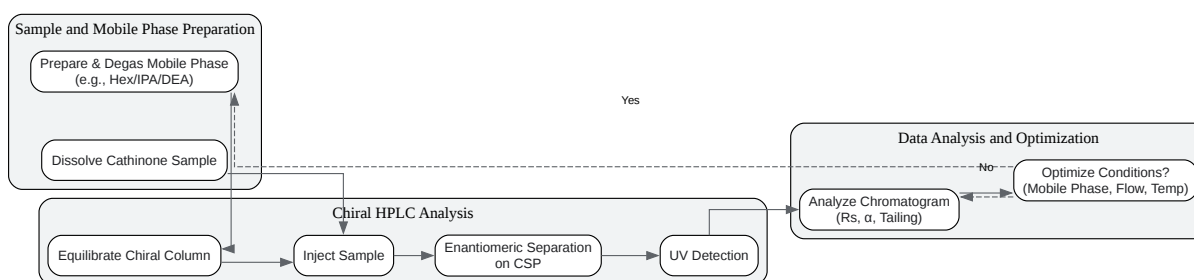 Sample and Mobile Phase Preparation
Prepare & Degas Mobile Phase
(e.g., Hex/IPA/DEA)
Dissolve Cathinone Sample
Yes
Data Analysis and Optimization
No
Optimize Conditions?
(Mobile Phase, Flow, Temp)
Analyze Chromatogram
(Rs, α, Tailing)
Chiral HPLC Analysis
Equilibrate Chiral Column
Inject Sample
Enantiomeric Separation
on CSP
UV Detection